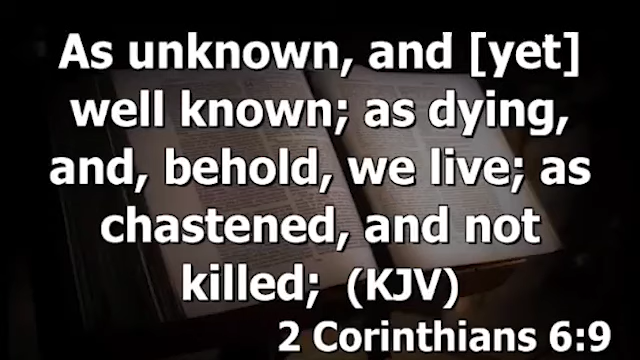 As unknown, and [yet]
well known; as dying,
and, behold, we live; as
chastened, and not
killed; (KJV)
2 Corinthians 6:9